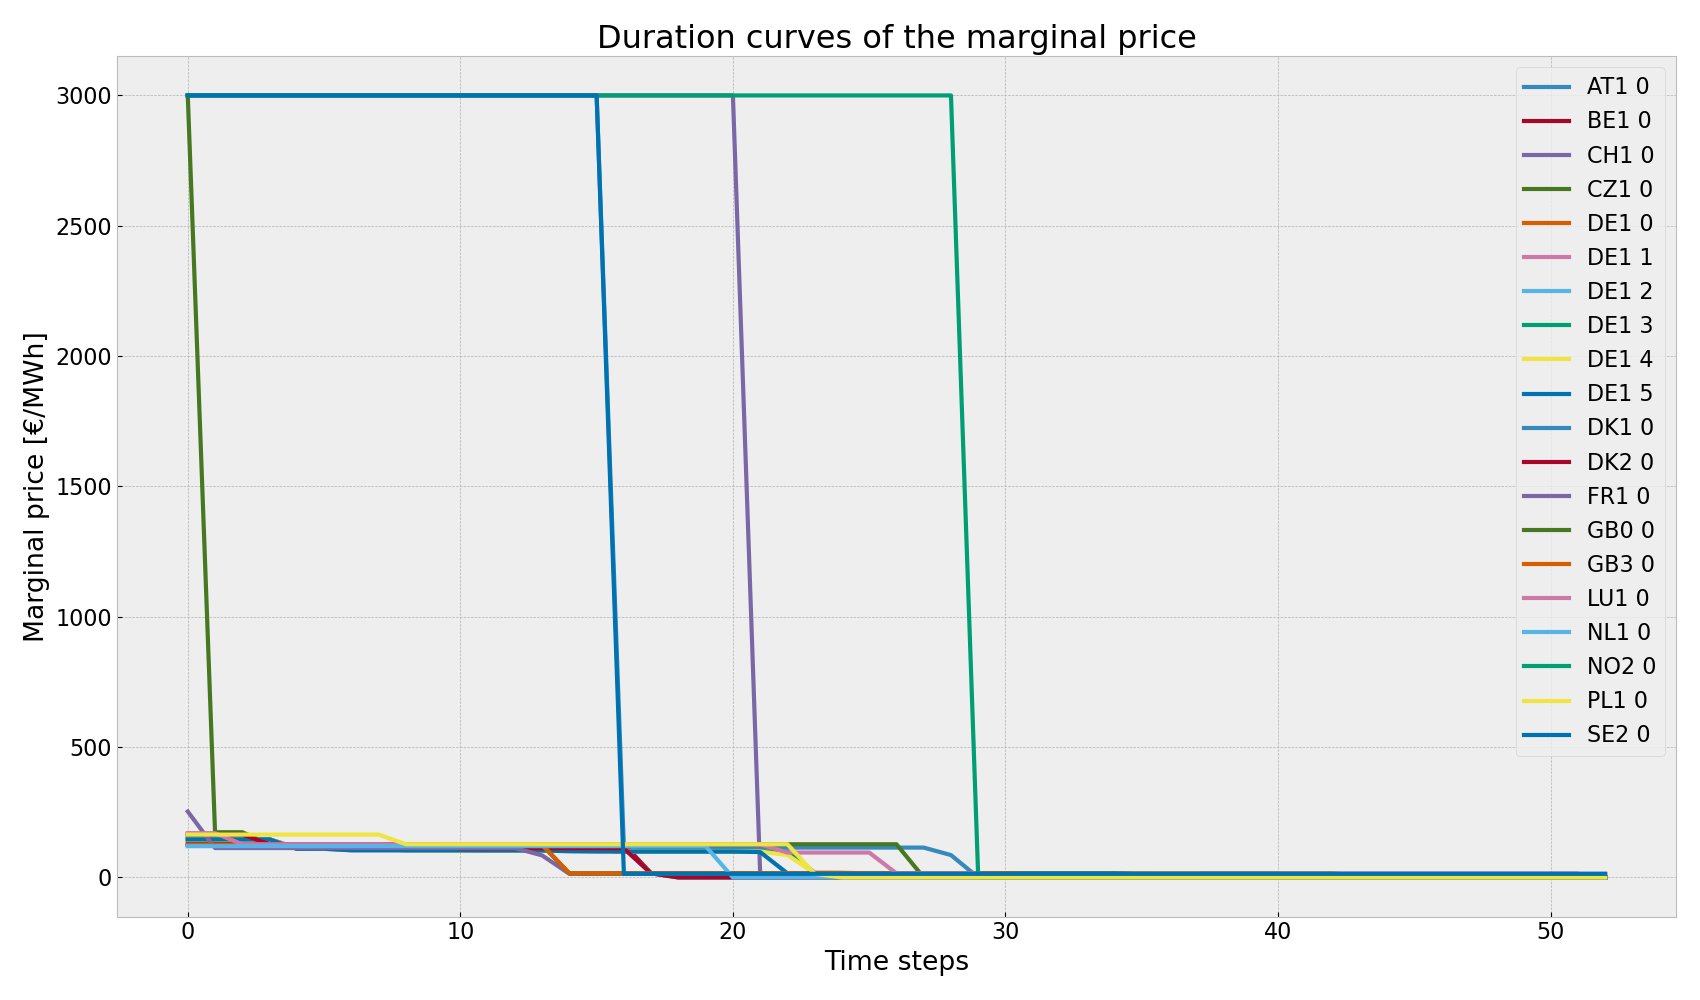 Duration curves of the marginal price
Marginal price [€/MWh]
3000
2500
2000
1500
1000
500
0
0 10 20 30 40 50
Time steps
AT1 0
BE1 0
CH1 0
CZ1 0
DE1 0
DE1 1
DE1 2
DE1 3
DE1 4
DE1 5
DK1 0
DK2 0
FR1 0
GB0 0
GB3 0
LU1 0
NL1 0
NO2 0
PL1 0
SE2 0